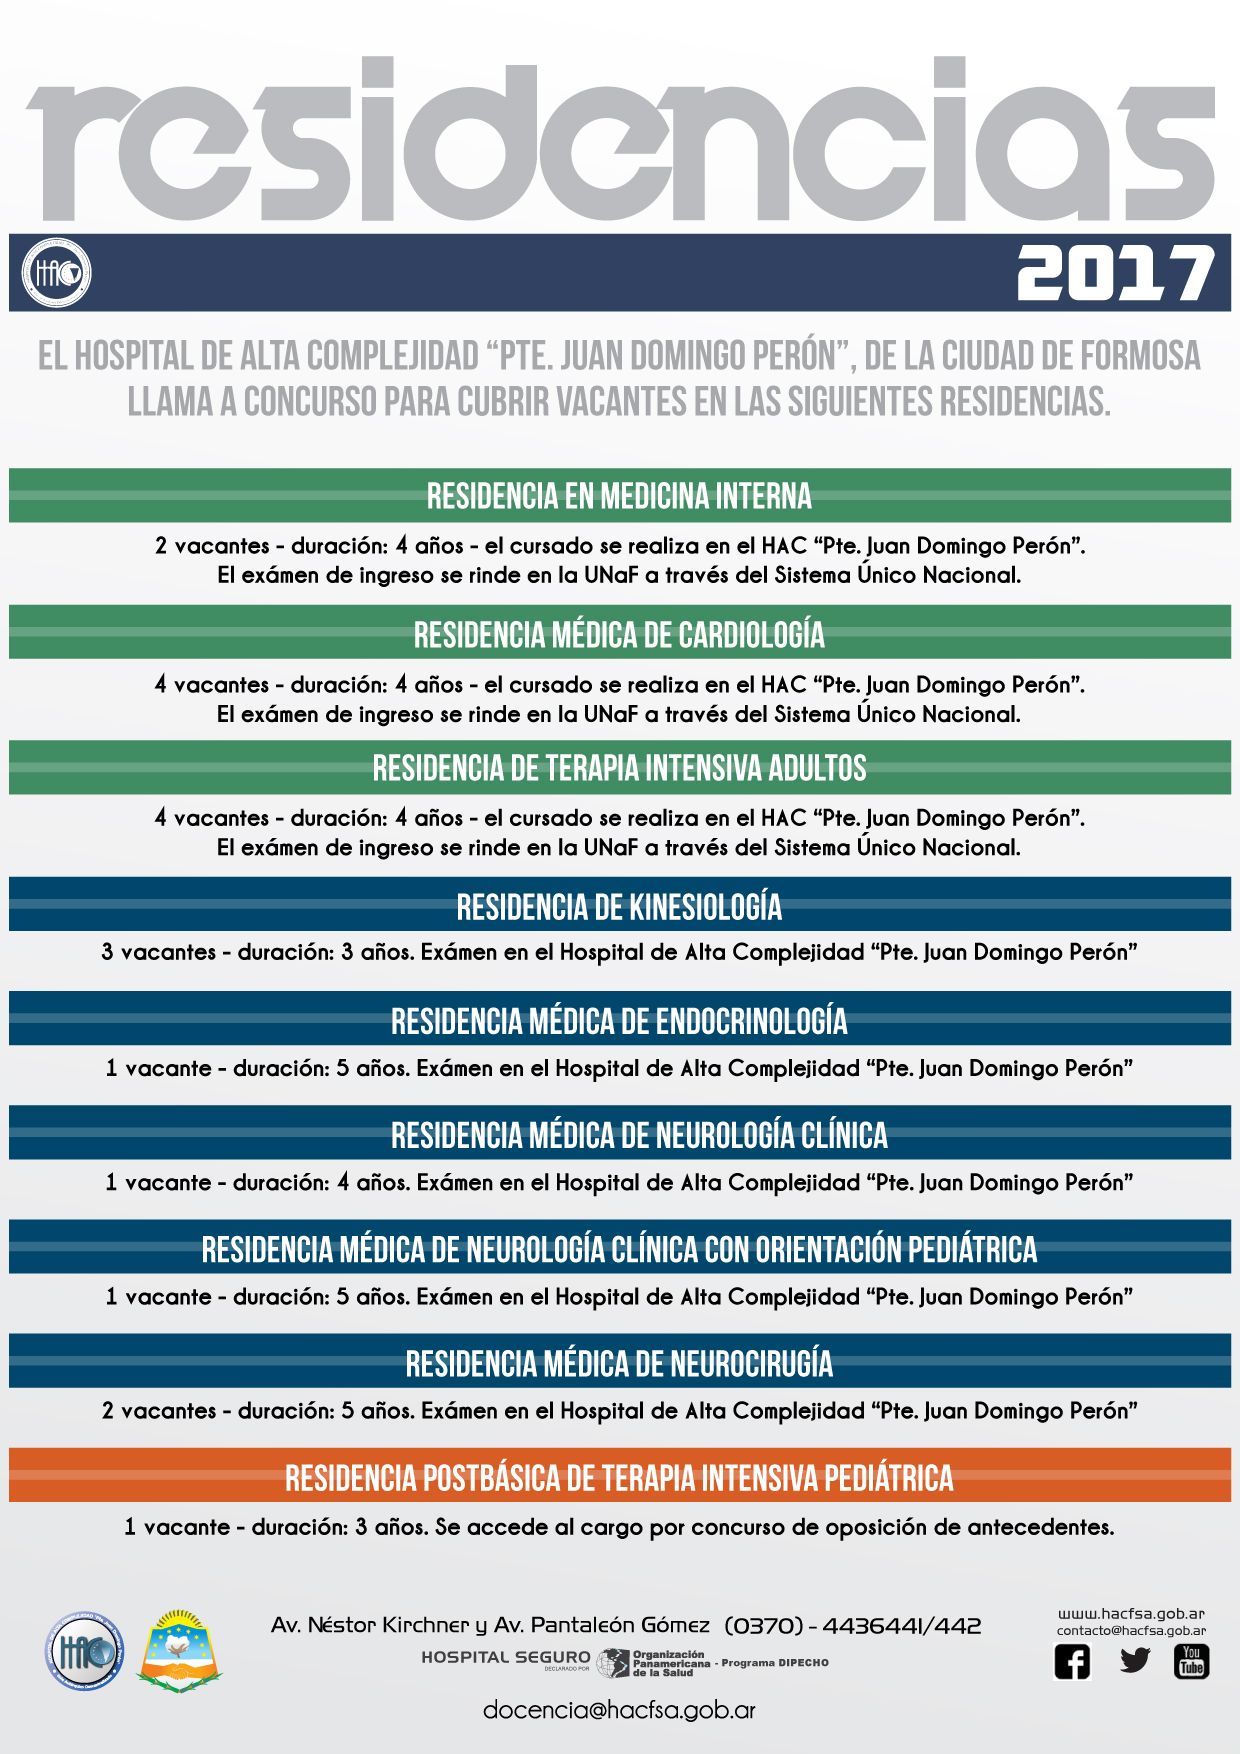 residencias
HAC
2017
EL HOSPITAL DE ALTA COMPLEJIDAD “PTE. JUAN DOMINGO PERÓN”, DE LA CIUDAD DE FORMOSA
LLAMA A CONCURSO PARA CUBRIR VACANTES EN LAS SIGUIENTES RESIDENCIAS.
RESIDENCIA EN MEDICINA INTERNA
2 vacantes - duración: 4 años - el cursado se realiza en el HAC “Pte. Juan Domingo Perón”.
El exámen de ingreso se rinde en la UNaF a través del Sistema Único Nacional.
RESIDENCIA MÉDICA DE CARDIOLOGÍA
4 vacantes - duración: 4 años - el cursado se realiza en el HAC “Pte. Juan Domingo Perón”.
El exámen de ingreso se rinde en la UNaF a través del Sistema Único Nacional.
RESIDENCIA DE TERAPIA INTENSIVA ADULTOS
4 vacantes - duración: 4 años - el cursado se realiza en el HAC “Pte. Juan Domingo Perón”.
El exámen de ingreso se rinde en la UNaF a través del Sistema Único Nacional.
RESIDENCIA DE KINESIOLOGÍA
3 vacantes - duración: 3 años. Exámen en el Hospital de Alta Complejidad “Pte. Juan Domingo Perón”
RESIDENCIA MÉDICA DE ENDOCRINOLOGÍA
1 vacante - duración: 5 años. Exámen en el Hospital de Alta Complejidad “Pte. Juan Domingo Perón”
RESIDENCIA MÉDICA DE NEUROLOGÍA CLÍNICA
1 vacante - duración: 4 años. Exámen en el Hospital de Alta Complejidad “Pte. Juan Domingo Perón”
RESIDENCIA MÉDICA DE NEUROLOGÍA CLÍNICA CON ORIENTACIÓN PEDIÁTRICA
1 vacante - duración: 5 años. Exámen en el Hospital de Alta Complejidad “Pte. Juan Domingo Perón”
RESIDENCIA MÉDICA DE NEUROCIRUGÍA
2 vacantes - duración: 5 años. Exámen en el Hospital de Alta Complejidad “Pte. Juan Domingo Perón”
RESIDENCIA POSTBÁSICA DE TERAPIA INTENSIVA PEDIÁTRICA
1 vacante - duración: 3 años. Se accede al cargo por concurso de oposición de antecedentes.
HAC
Av. Néstor Kirchner y Av. Pantaleón Gómez (0370) - 4436441/442
HOSPITAL SEGURO
DECLARADO POR
Organización
Panamericana
de la Salud
- Programa DIPECHO
docencia@hacfsa.gob.ar
www.hacfsa.gob.ar
contacto@hacfsa.gob.ar
You
Tube